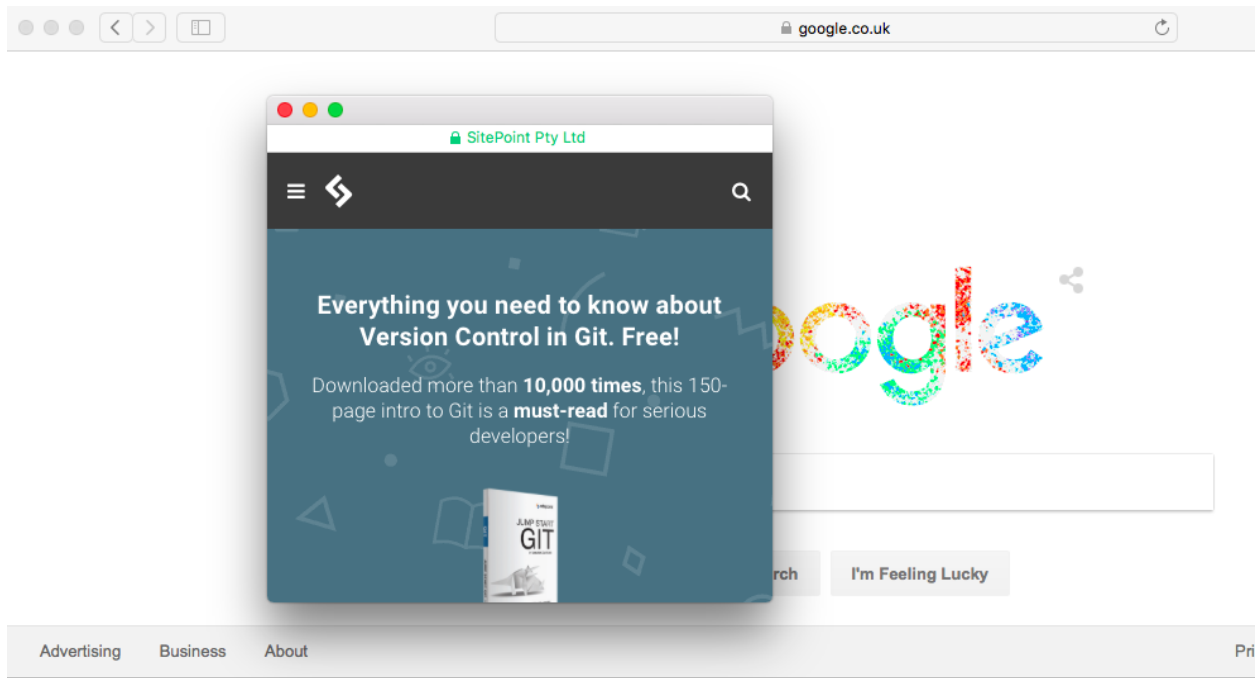 google.co.uk
SitePoint Pty Ltd
Everything you need to know about
Version Control in Git. Free!
Downloaded more than 10,000 times, this 150-
page intro to Git is a must-read for serious
developers!
JUMP START
GIT
ogle
rch
I'm Feeling Lucky
Advertising
Business
About
Pri